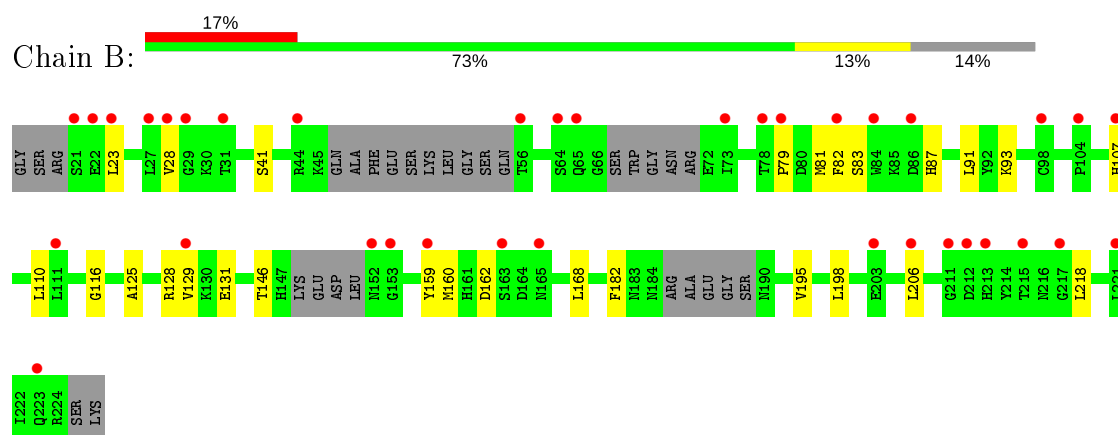 17%
Chain B:
73% 13% 14%
GLY SER ARG S21 E22 L23 L27 V28 G29 K30 T31 S41 R44 K45 GLN ALA PHE GLU SER LYS LEU GLY SER GLN T56 S64 Q65 G66 SER TRP GLY ASN ARG E72 I73 T78 P79 D80 M81 F82 S83 W84 K85 D86 H87 L91 Y92 K93 C98 P104 H107
L110 L111 G116 A125 R128 V129 K130 E131 T146 H147 LYS GLU ASP LEU N152 G153 Y159 M160 H161 D162 S163 D164 N165 L168 F182 N183 N184 ARG ALA GLU GLY SER N190 V195 L198 E203 L206 G211 D212 H213 Y214 T215 N216 G217 L218 L221
I222 Q223 R224 SER LYS